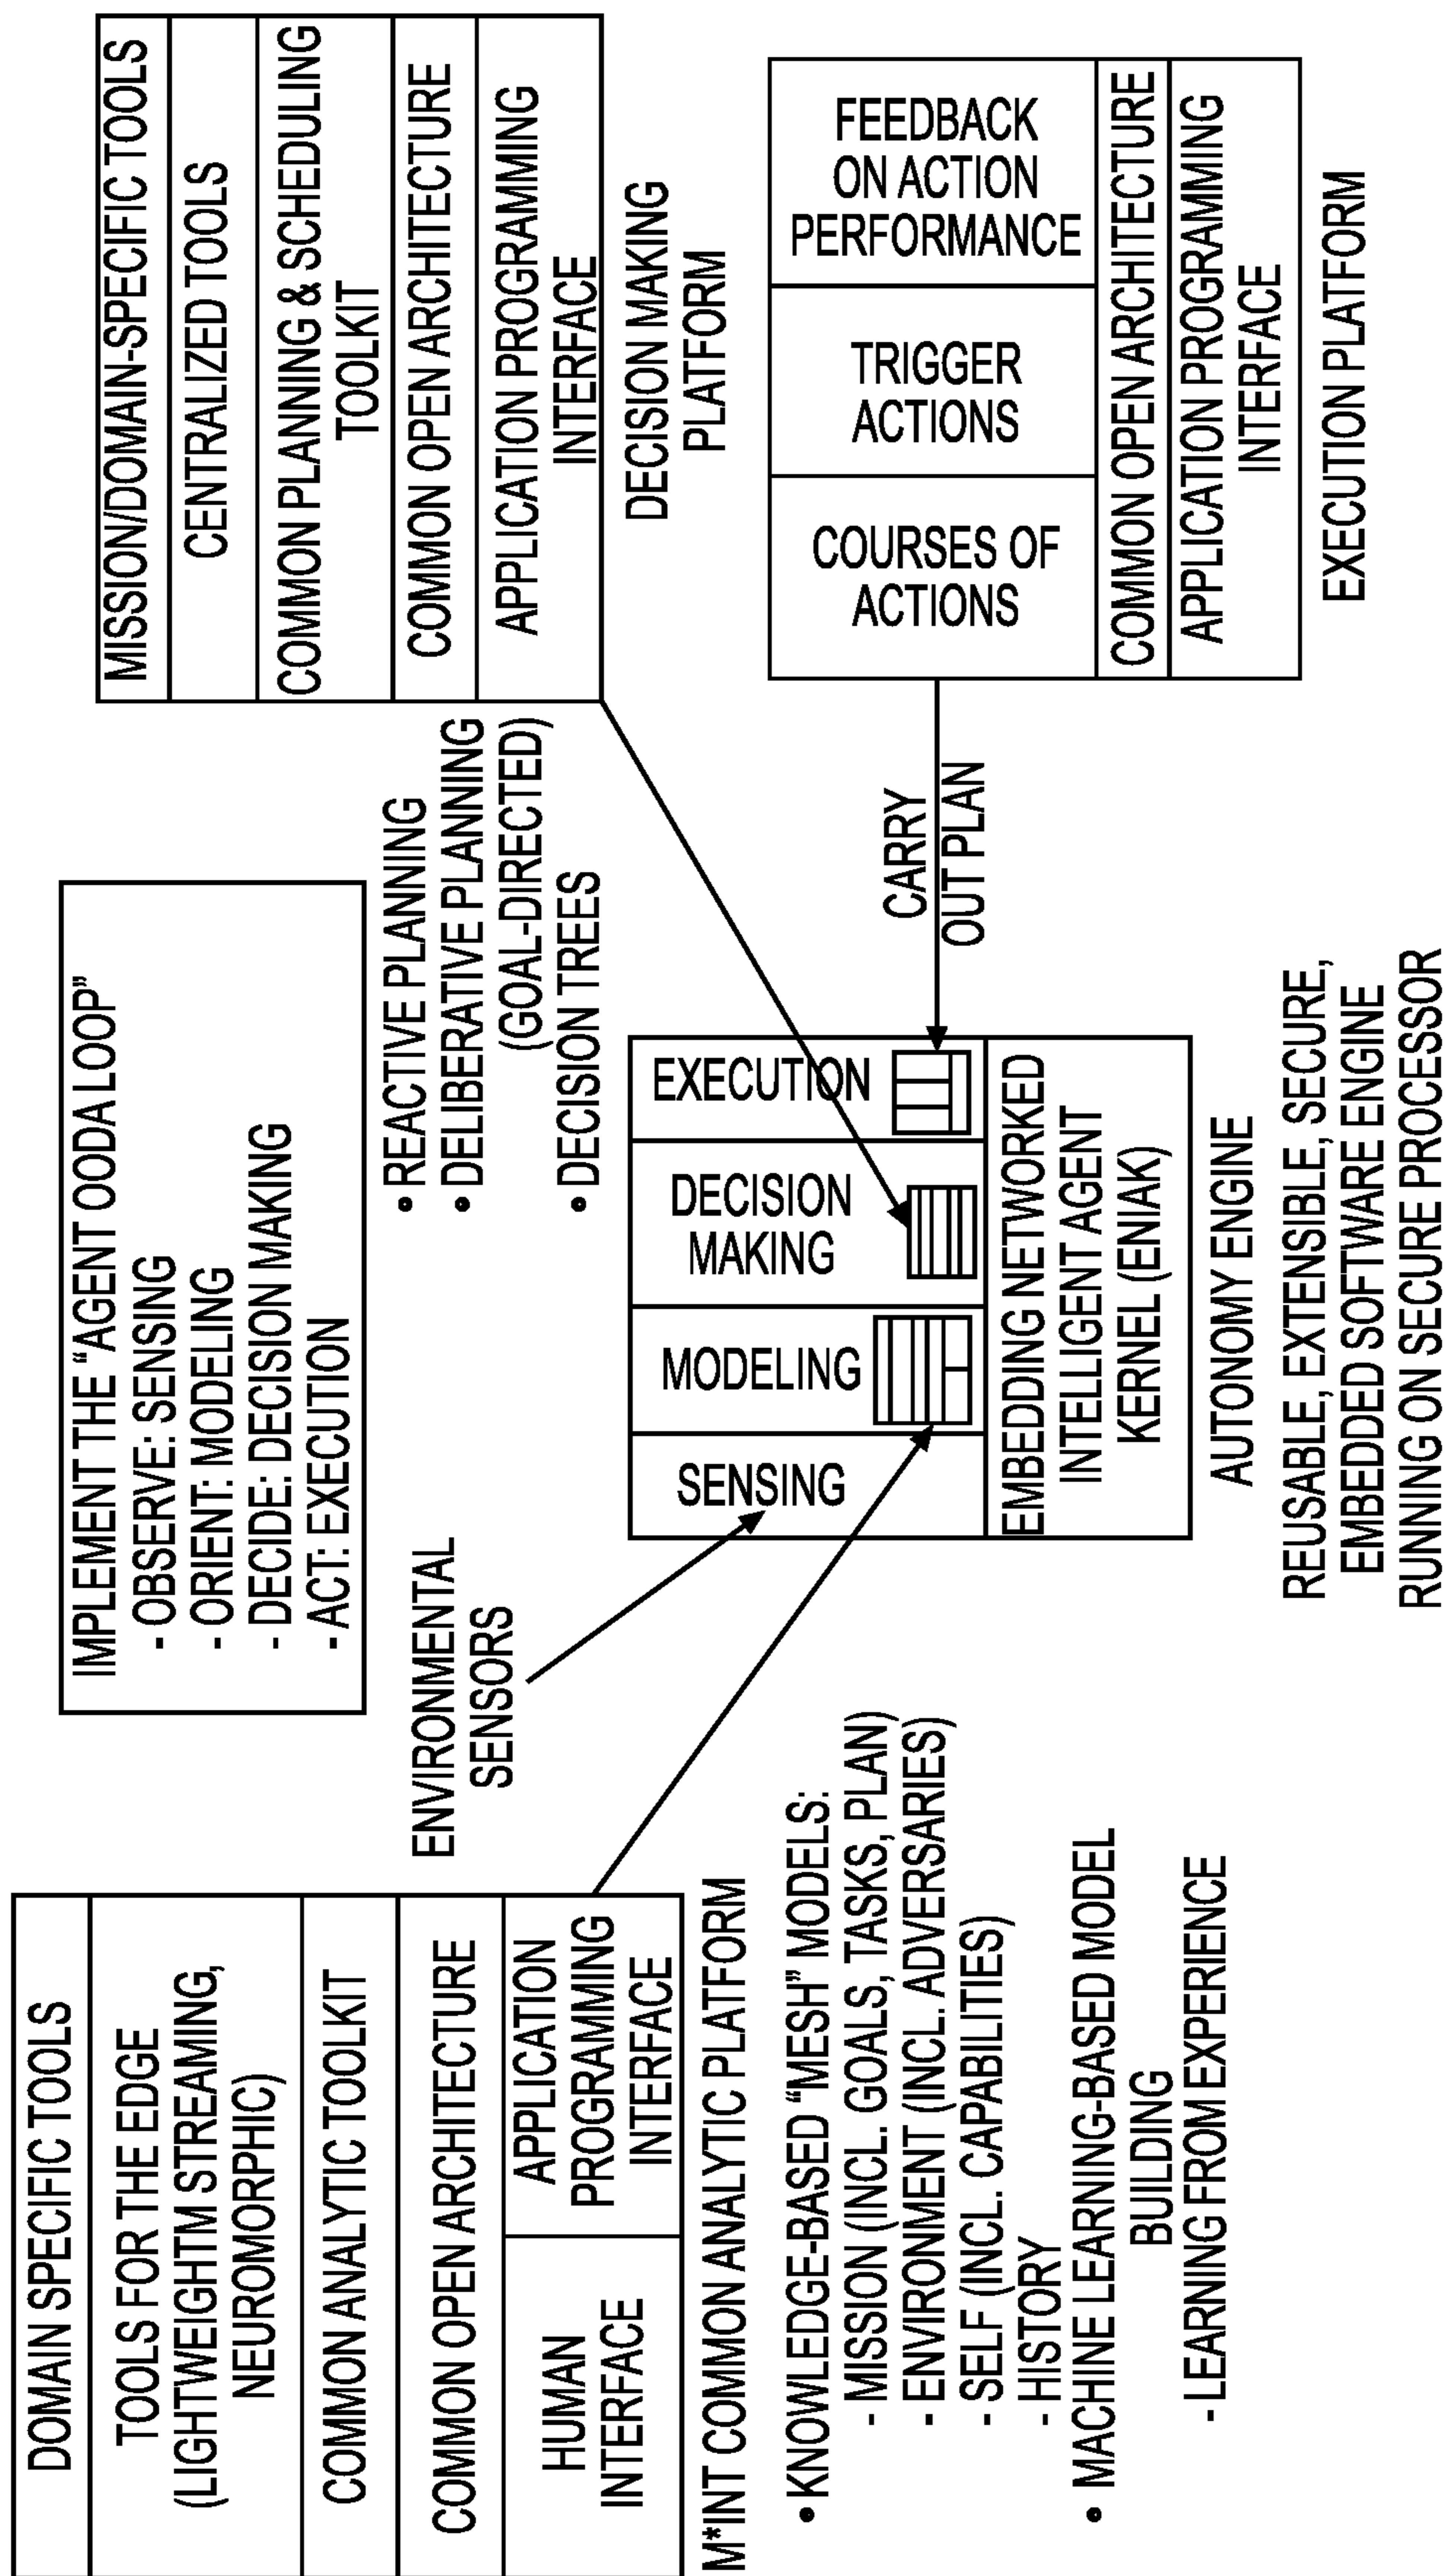 DOMAIN SPECIFIC TOOLS
TOOLS FOR THE EDGE
(LIGHTWEIGHTM STREAMING,
NEUROMORPHIC)
COMMON ANALYTIC TOOLKIT
COMMON OPEN ARCHITECTURE
HUMAN
INTERFACE
APPLICATION
PROGRAMING
INTERFACE
M*INT COMMON ANALYTIC PLATFORM
• KNOWLEDGE-BASED “MESH” MODELS:
- MISSION (INCL. GOALS, TASKS, PLAN)
- ENVIRONMENT (INCL. ADVERSARIES)
- SELF (INCL. CAPABILITIES)
- HISTORY
• MACHINE LEARNING-BASED MODEL
BUILDING
- LEARNING FROM EXPERIENCE
IMPLEMENT THE “AGENT OODA LOOP”
- OBSERVE: SENSING
- ORIENT: MODELING
- DECIDE: DECISION MAKING
- ACT: EXECUTION
ENVIRONMENTAL
SENSORS
• REACTIVE PLANNING
• DELIBERATIVE PLANNING
(GOAL-DIRECTED)
• DECISION TREES
SENSING
MODELING
DECISION
MAKING
EXECUTION
EMBEDDING NETWORKED
INTELLIGENT AGENT
KERNEL (ENIAK)
AUTONOMY ENGINE
REUSABLE, EXTENSIBLE, SECURE,
EMBEDDED SOFTWARE ENGINE
RUNNING ON SECURE PROCESSOR
MISSION/DOMAIN-SPECIFIC TOOLS
CENTRALIZED TOOLS
COMMON PLANNING & SCHEDULING
TOOLKIT
COMMON OPEN ARCHITECTURE
APPLICATION PROGRAMMING
INTERFACE
DECISION MAKING
PLATFORM
CARRY
OUT PLAN
COURSES OF
ACTIONS
TRIGGER
ACTIONS
FEEDBACK
ON ACTION
PERFORMANCE
COMMON OPEN ARCHITECTURE
APPLICATION PROGRAMMING
INTERFACE
EXECUTION PLATFORM